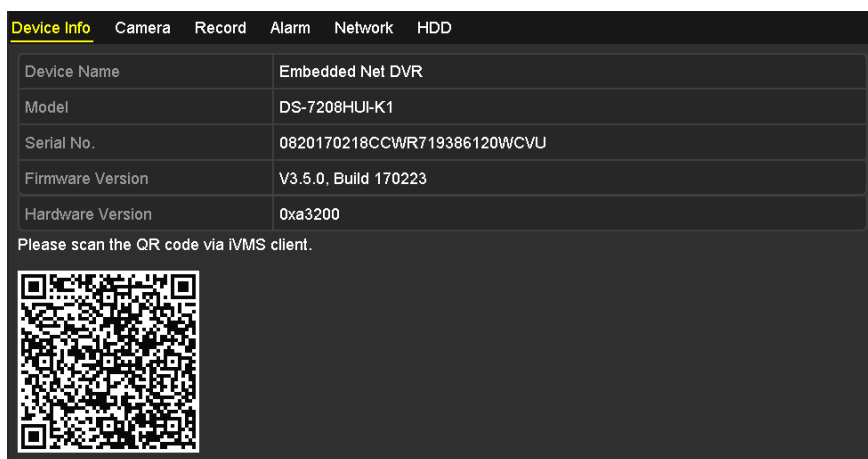 Device Info Camera Record Alarm Network HDD
Device Name Embedded Net DVR
Model DS-7208HUI-K1
Serial No. 0820170218CCWR719386120WCVU
Firmware Version V3.5.0, Build 170223
Hardware Version 0xa3200
Please scan the QR code via iVMS client.